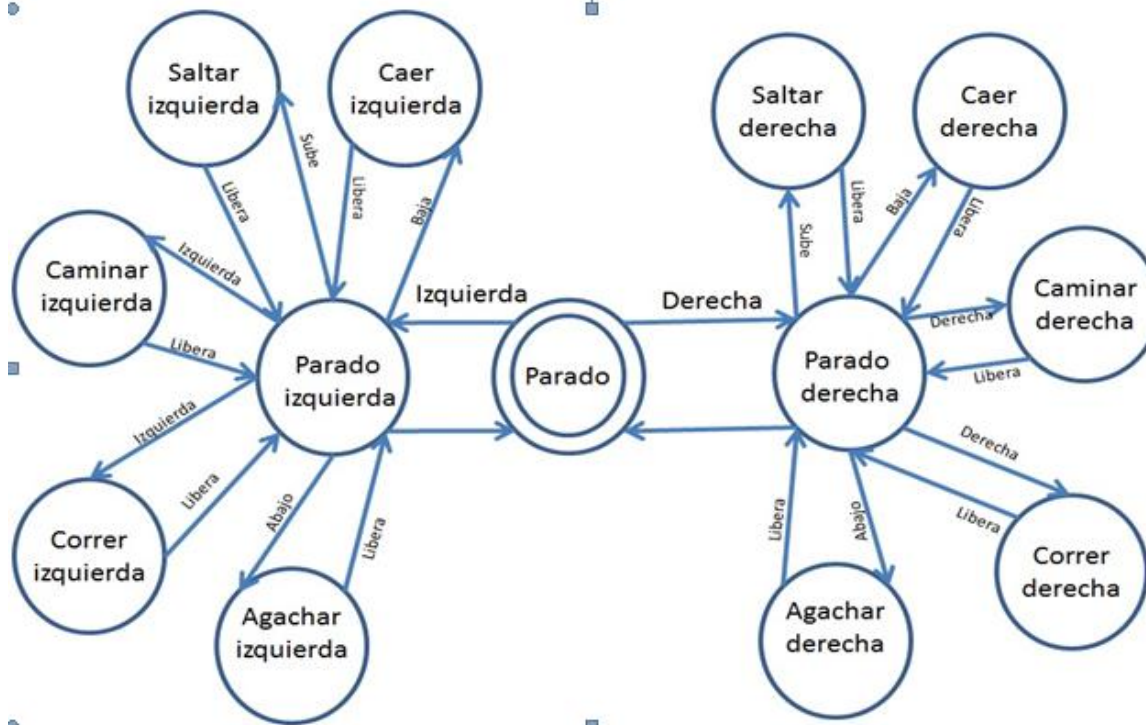 Saltar
izquierda
Caer
izquierda
Saltar
derecha
Caer
derecha
Sube
Libera
Libera
Baja
Libera
Baja
Libera
Sube
Caminar
izquierda
Izquierda
Libera
Izquierda
Derecha
Derecha
Caminar
derecha
Libera
Parado
izquierda
Parado
Parado
derecha
Izquierda
Libera
Abajo
Libera
Libera
Abajo
Derecha
Libera
Correr
izquierda
Agachar
izquierda
Agachar
derecha
Correr
derecha